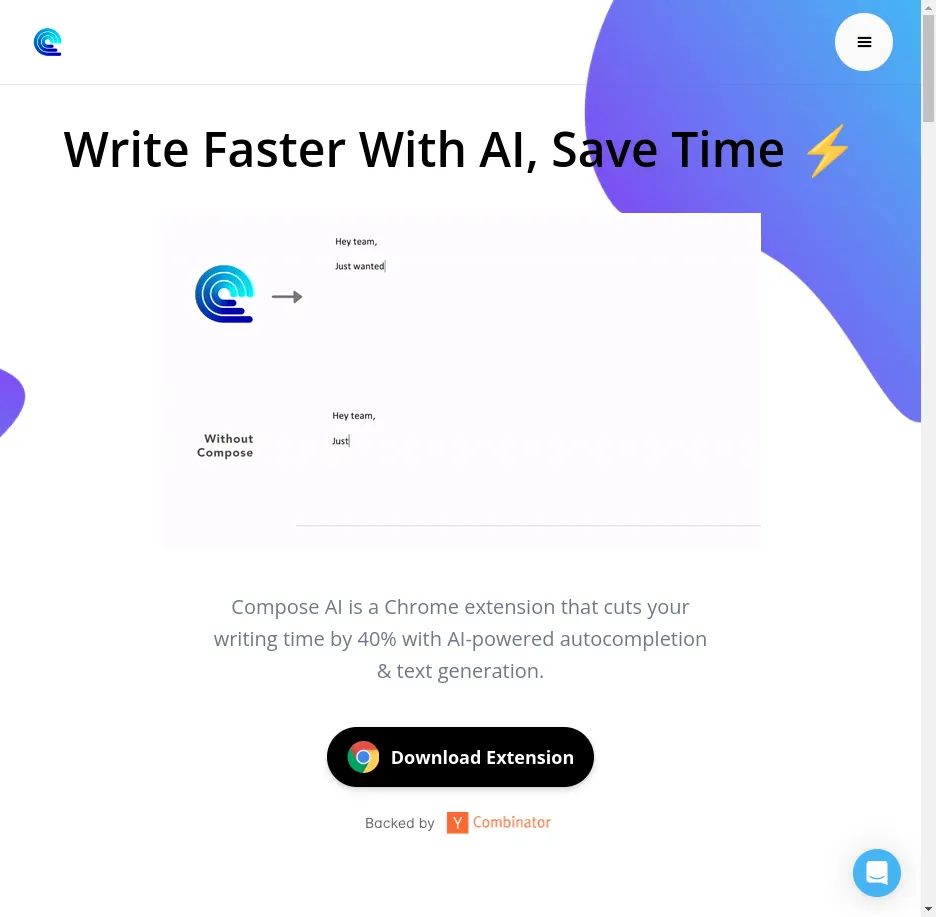 Write Faster With AI, Save Time ⚡
Hey team,
Just wanted
Hey team,
Just
Without
Compose
Compose AI is a Chrome extension that cuts your
writing time by 40% with AI-powered autocompletion
& text generation.
Download Extension
Backed by Y Combinator